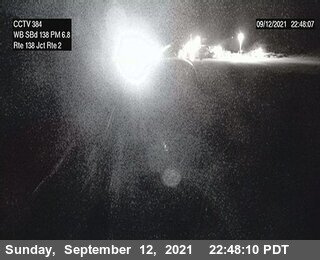 CCTV 384
WB SBd 138 PM 6.8
Rte 138 Jct Rte 2
09/12/2021 22:48:07
Sunday, September 12, 2021 22:48:10 PDT